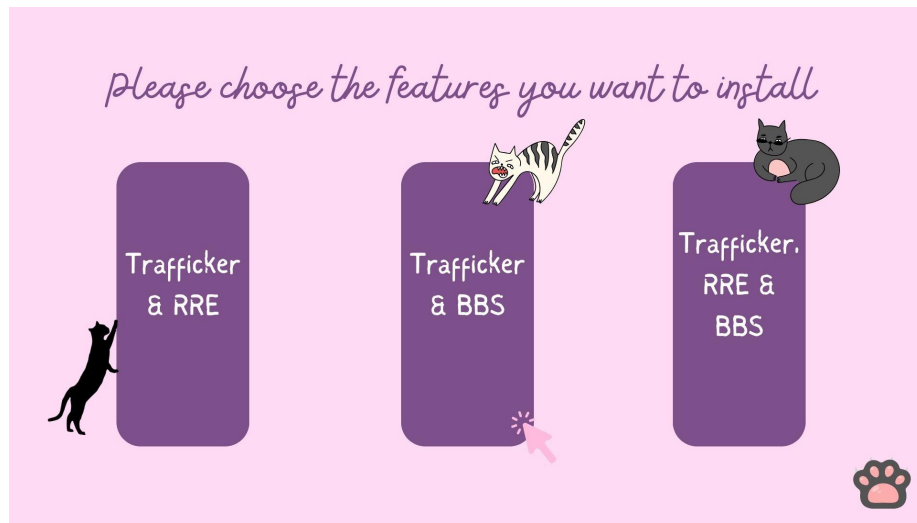 please choose the features you want to install
Trafficker
& RRE
Trafficker
& BBS
Trafficker,
RRE &
BBS